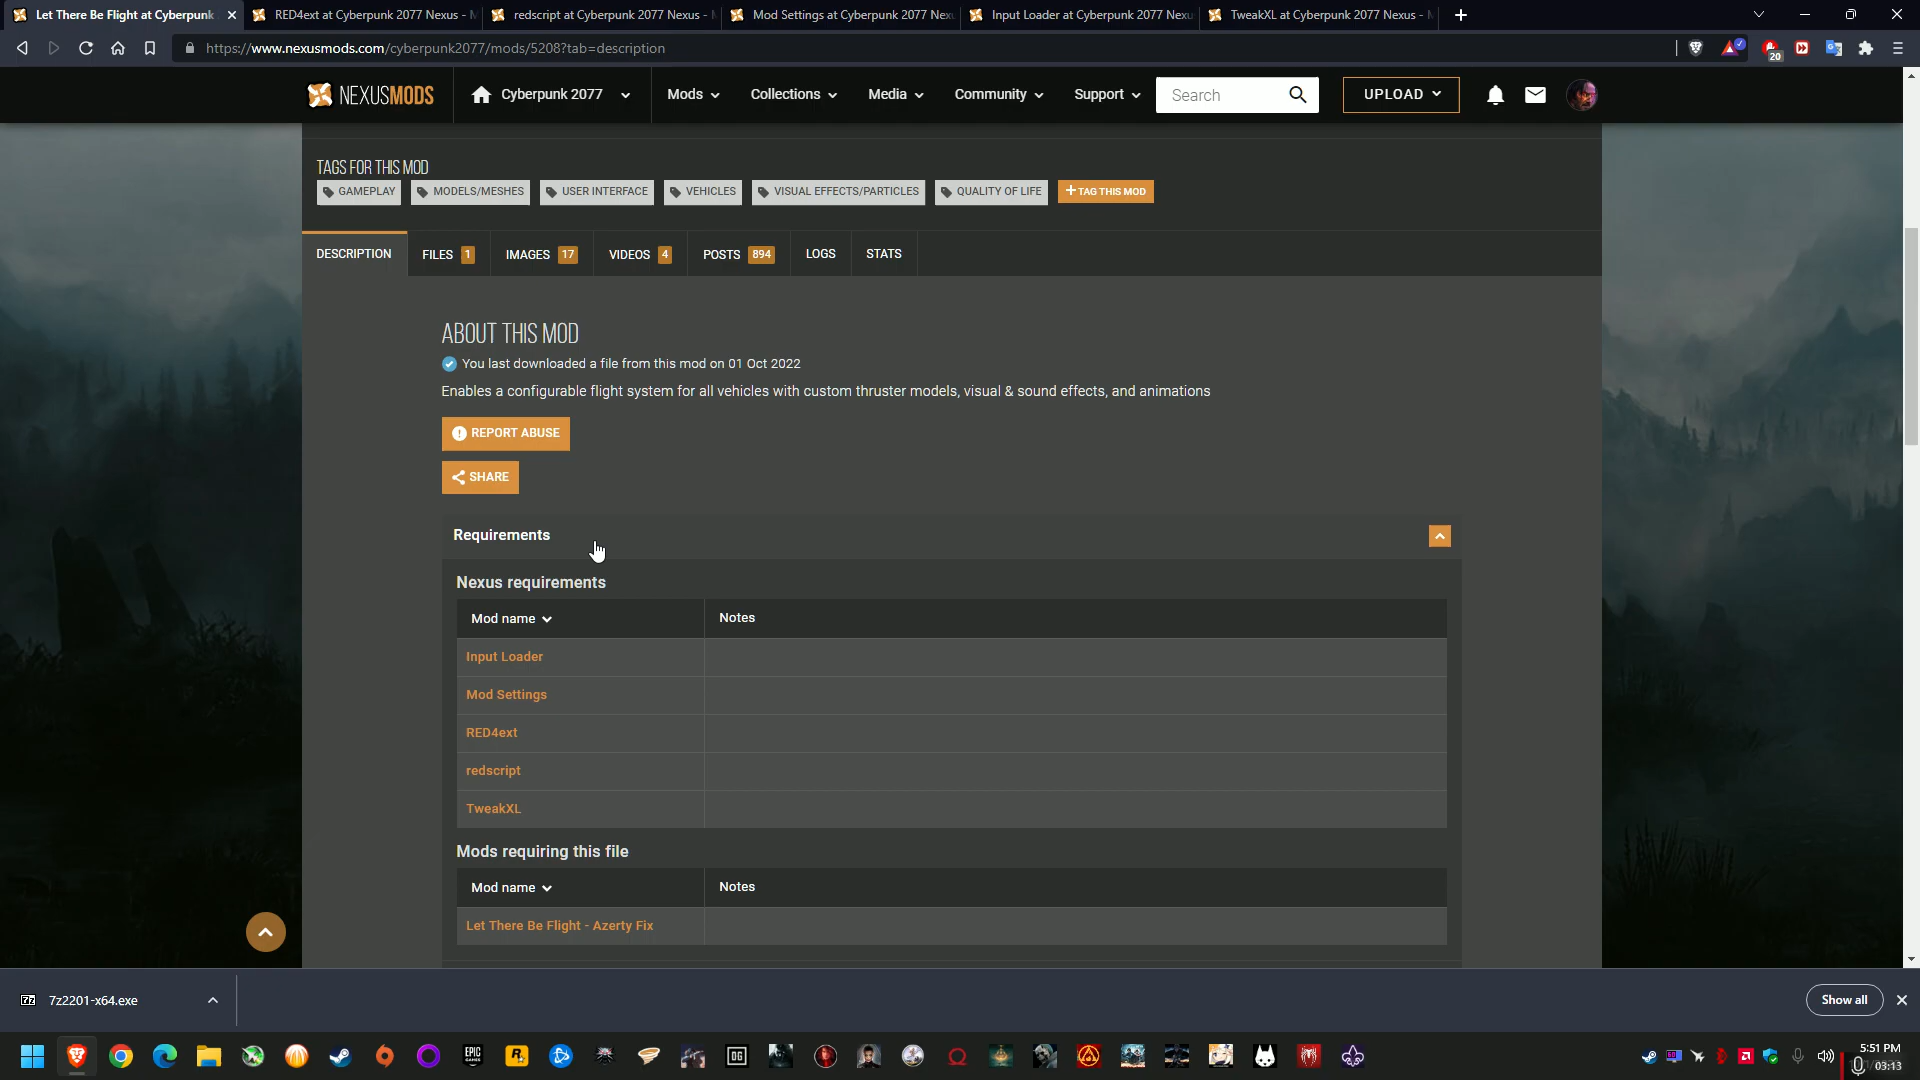 Let There Be Flight at Cyberpunk
RED4ext at Cyberpunk 2077 Nexus - M
redscript at Cyberpunk 2077 Nexus -
Mod Settings at Cyberpunk 2077 Nex
Input Loader at Cyberpunk 2077 Nexu
TweakXL at Cyberpunk 2077 Nexus -
https://www.nexusmods.com/cyberpunk2077/mods/5208?tab=description
20
NEXUSMODS
Cyberpunk 2077
Mods
Collections
Media
Community
Support
Search
UPLOAD
TAGS FOR THIS MOD
GAMEPLAY
MODELS/MESHES
USER INTERFACE
VEHICLES
VISUAL EFFECTS/PARTICLES
QUALITY OF LIFE
+ TAG THIS MOD
DESCRIPTION
FILES 1
IMAGES 17
VIDEOS 4
POSTS 894
LOGS
STATS
ABOUT THIS MOD
You last downloaded a file from this mod on 01 Oct 2022
Enables a configurable flight system for all vehicles with custom thruster models, visual & sound effects, and animations
REPORT ABUSE
SHARE
Requirements
Nexus requirements
Mod name
Notes
Input Loader
Mod Settings
RED4ext
redscript
TweakXL
Mods requiring this file
Mod name
Notes
Let There Be Flight - Azerty Fix
7z
7z2201-x64.exe
Show all
EPIC GAMES
R
OG
5:51 PM
03:13